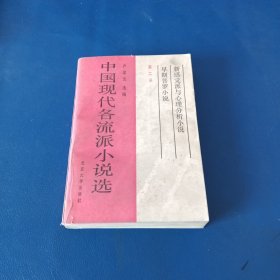 新感觉派与心理分析小说
早期普罗小说
第二册
严家炎 选编
中国现代各流派小说选
北京大学出版社